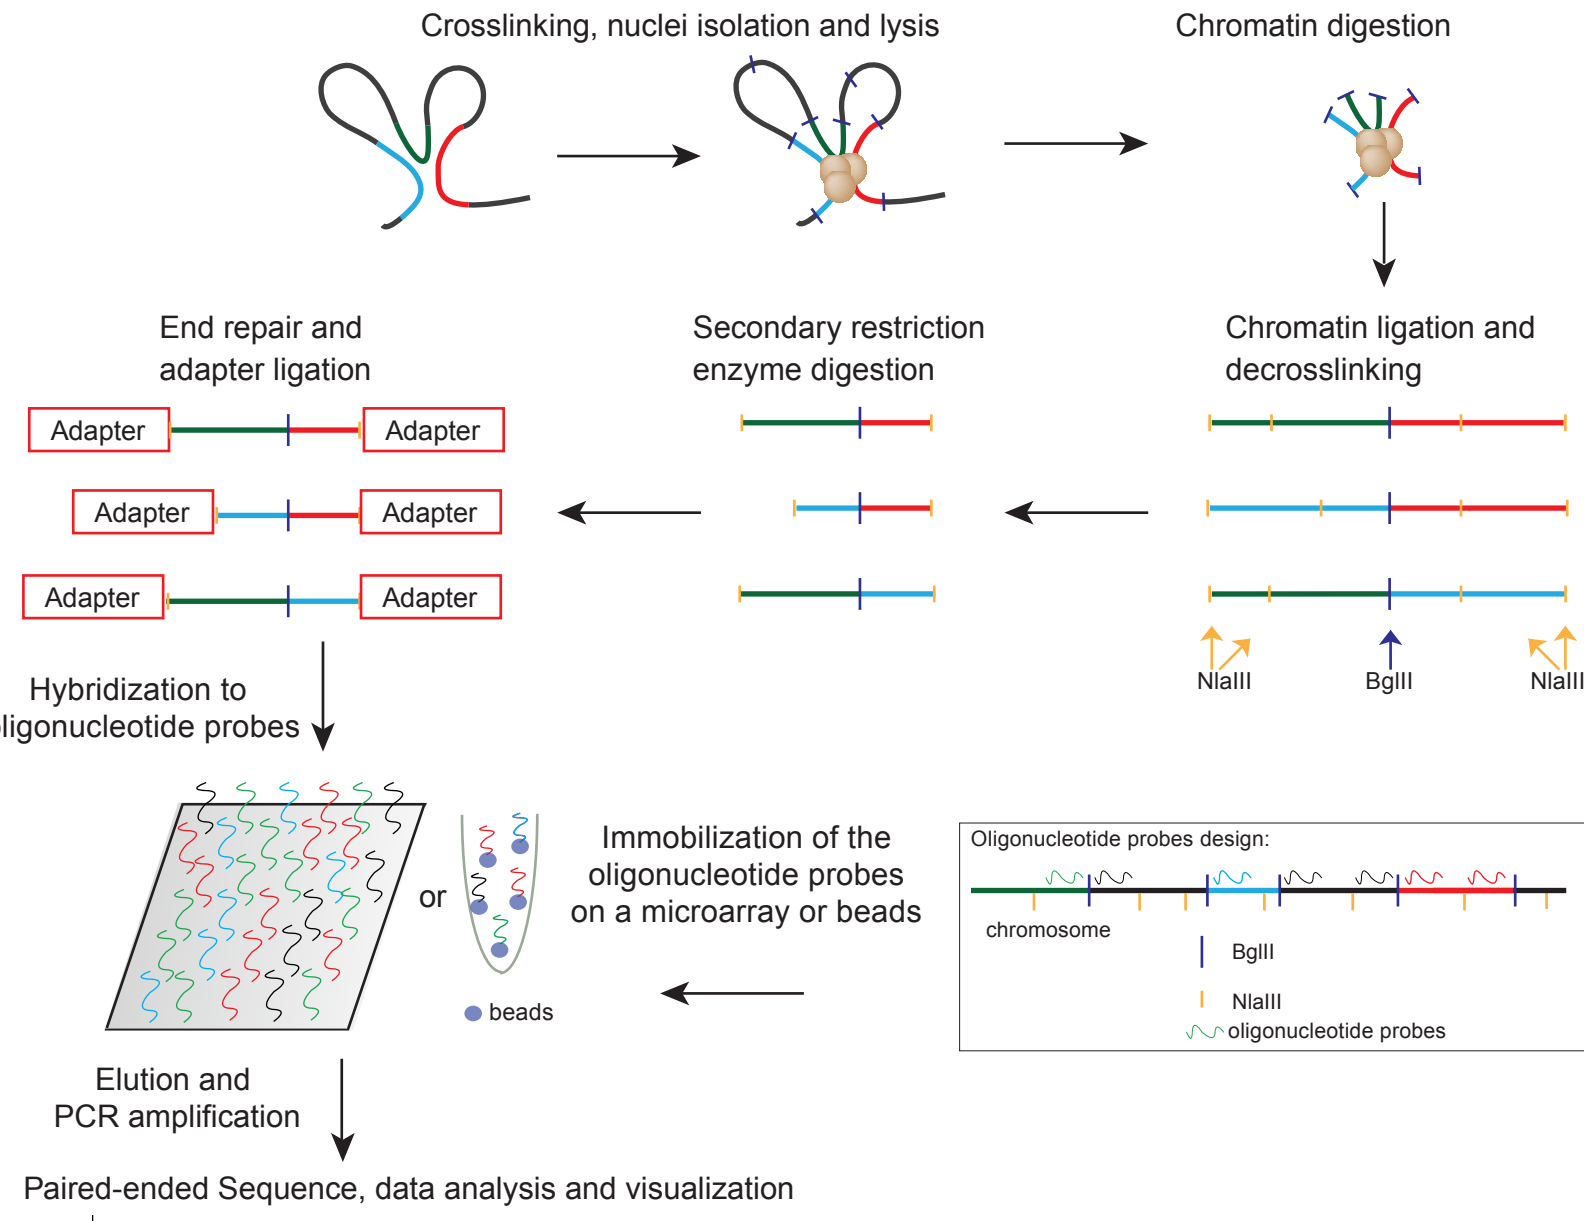 Crosslinking, nuclei isolation and lysis
Chromatin digestion
Chromatin ligation and
decrosslinking
NlaIII
BglII
NlaIII
Secondary restriction
enzyme digestion
End repair and
adapter ligation
Adapter
Adapter
Adapter
Adapter
Adapter
Adapter
Hybridization to
oligonucleotide probes
or
beads
Immobilization of the
oligonucleotide probes
on a microarray or beads
Oligonucleotide probes design:
chromosome
BglII
NlaIII
oligonucleotide probes
Elution and
PCR amplification
Paired-ended Sequence, data analysis and visualization